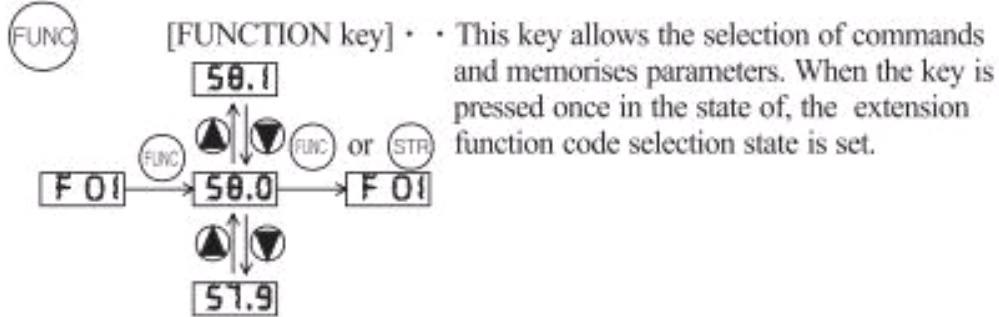 FUNC
[FUNCTION key] · · This key allows the selection of commands
and memorises parameters. When the key is
pressed once in the state of, the extension
function code selection state is set.
58.1
FUNC
FUNC or STR
F 01 58.0 F 01
57.9